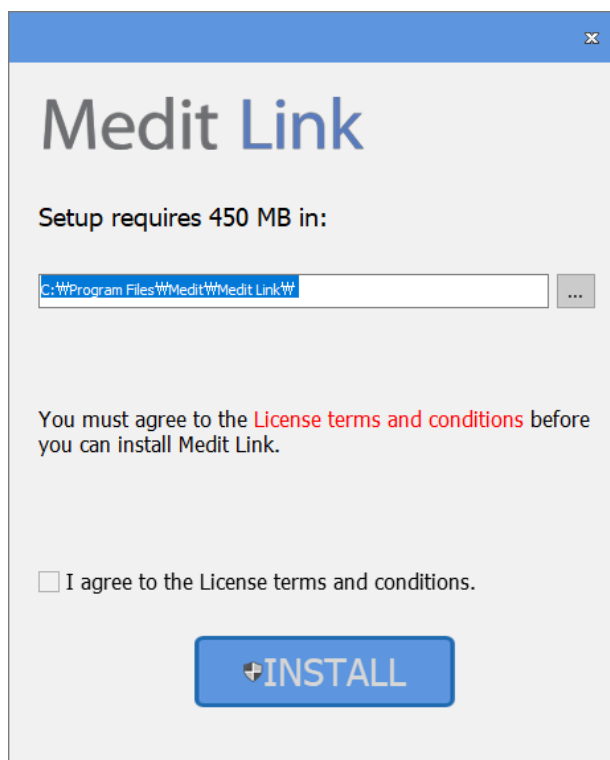 Medit Link
Setup requires 450 MB in:
C:₩Program Files₩Medit₩Medit Link₩
...
You must agree to the License terms and conditions before
you can install Medit Link.
I agree to the License terms and conditions.
INSTALL